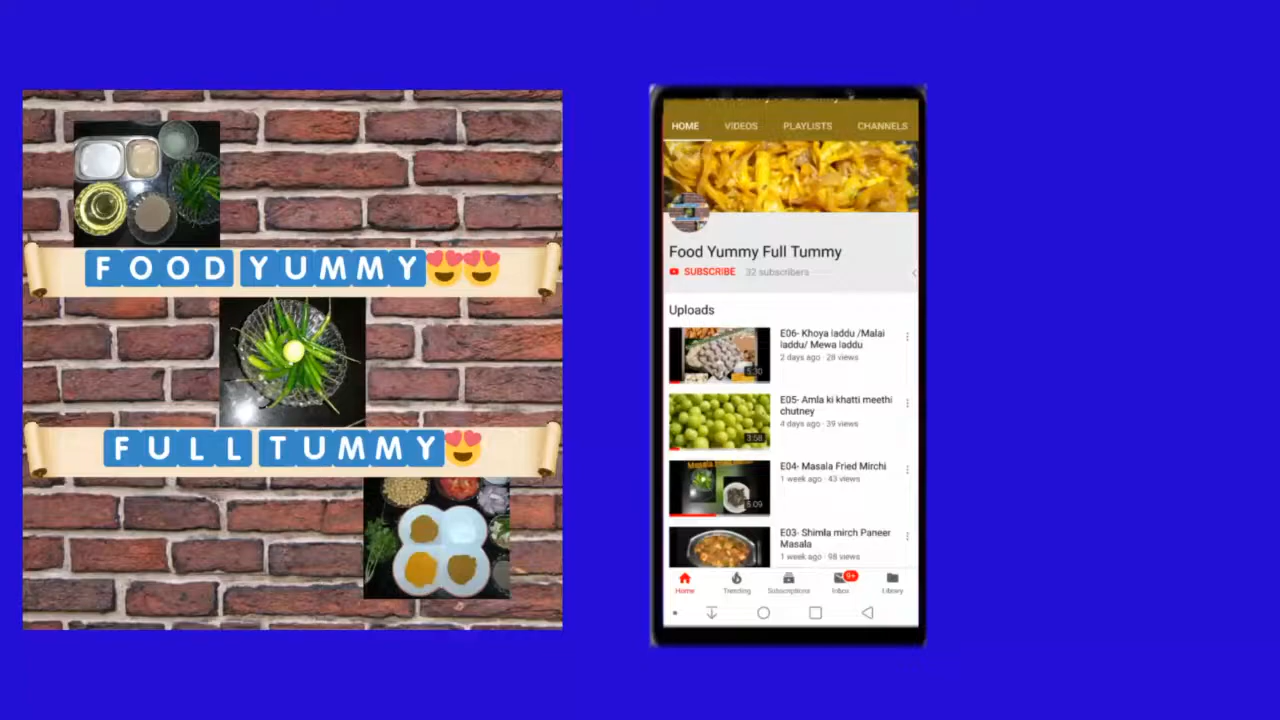 FOOD YUMMY😍😍
FULL TUMMY😍
HOME VIDEOS PLAYLISTS CHANNELS
Food Yummy Full Tummy
SUBSCRIBE 32 subscribers
Uploads
E06- Khoya laddu /Malai
laddu/ Mewa laddu
2 days ago · 28 views
5:30
E05- Amla ki khatti meethi
chutney
4 days ago · 39 views
3:58
E04- Masala Fried Mirchi
1 week ago · 43 views
5:09
E03- Shimla mirch Paneer
Masala
1 week ago · 98 views
9+
Home Trending Subscriptions Inbox Library